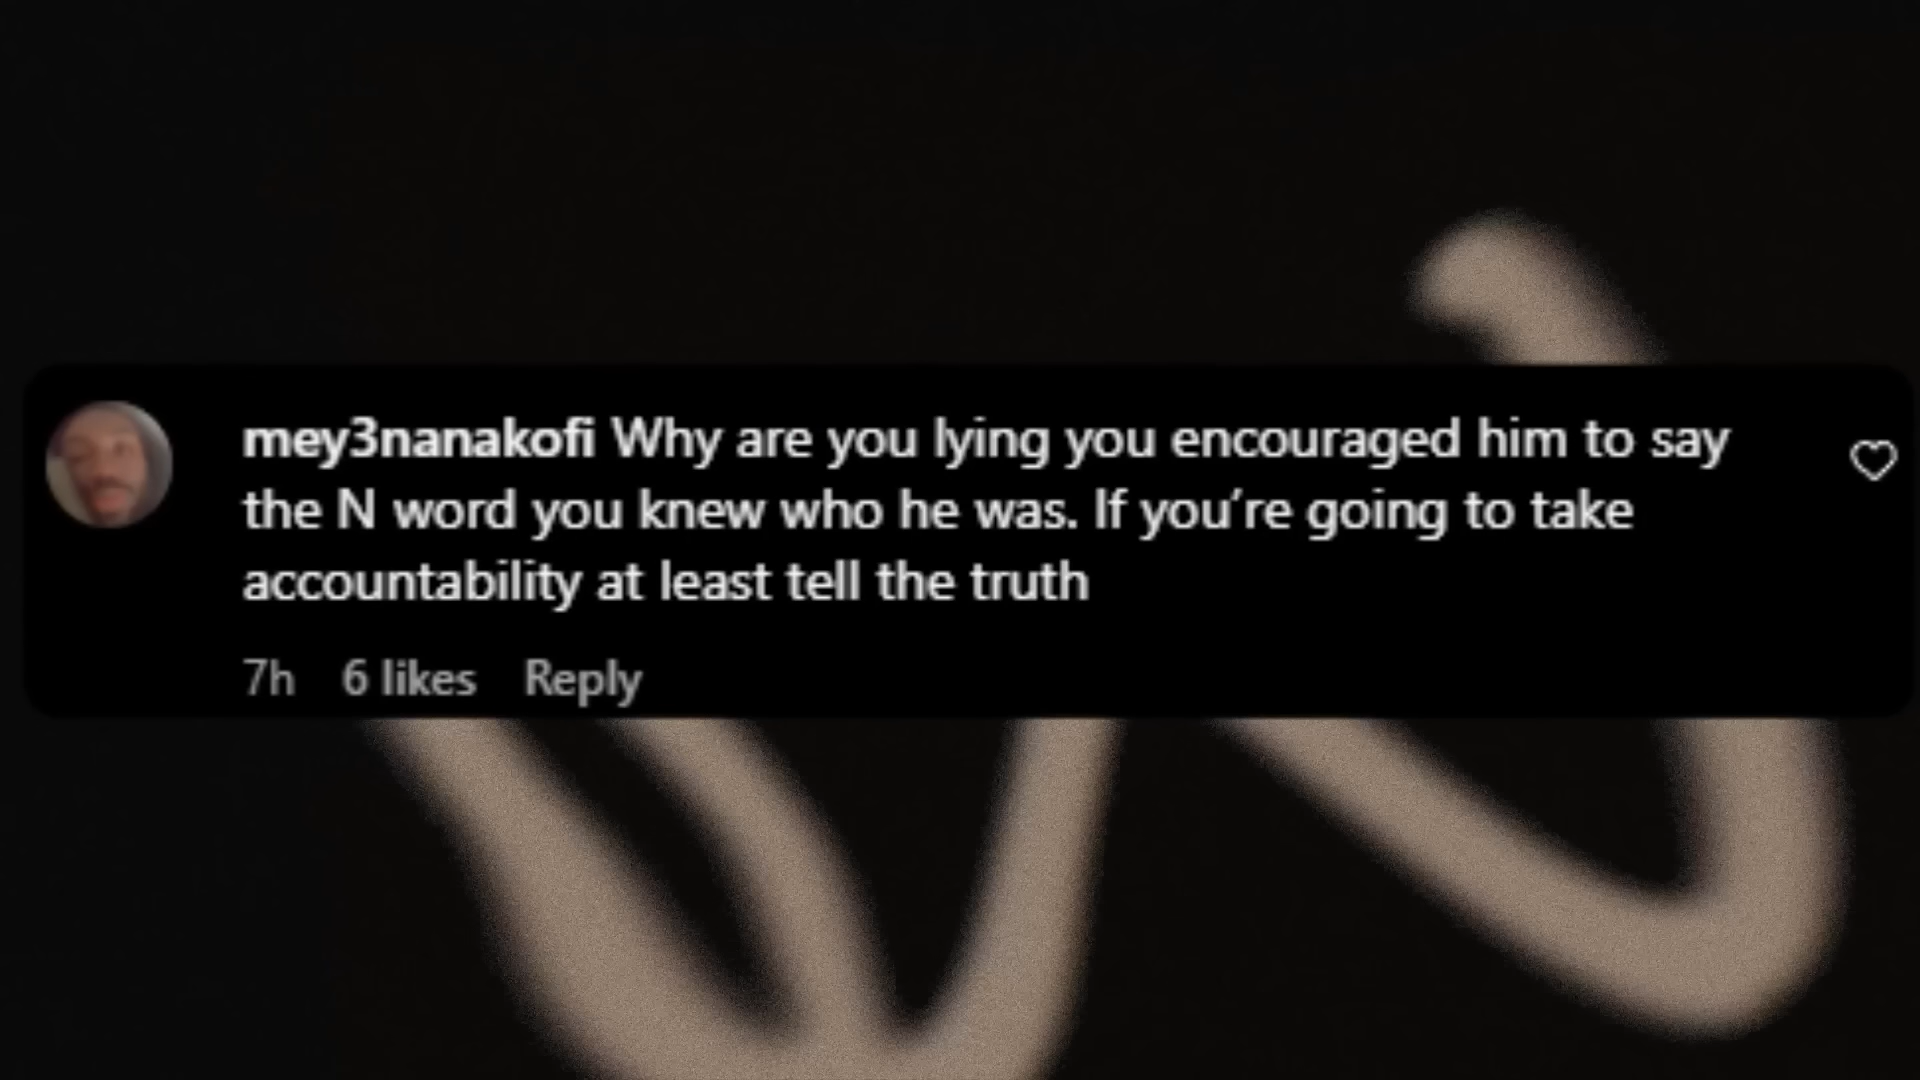 mey3nanakofi Why are you lying you encouraged him to say
the N word you knew who he was. If you’re going to take
accountability at least tell the truth
7h 6 likes Reply